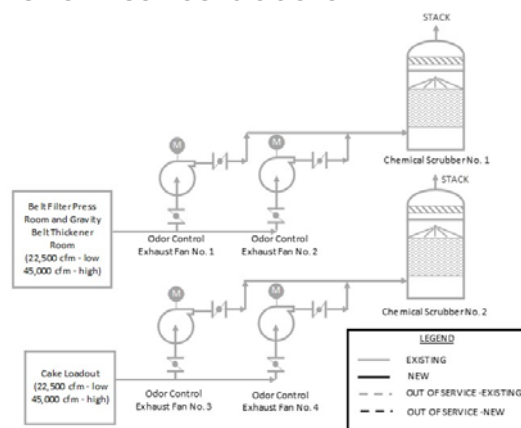 STACK
M
M
Chemical Scrubber No. 1
STACK
Belt Filter Press
Room and Gravity
Belt Thickener
Room
(22,500 cfm - low
45,000 cfm - high)
Odor Control
Exhaust Fan No. 1
Odor Control
Exhaust Fan No. 2
M
M
Chemical Scrubber No. 2
Cake Loadout
(22,500 cfm - low
45,000 cfm - high)
Odor Control
Exhaust Fan No. 3
Odor Control
Exhaust Fan No. 4
LEGEND
EXISTING
NEW
OUT OF SERVICE -EXISTING
OUT OF SERVICE -NEW